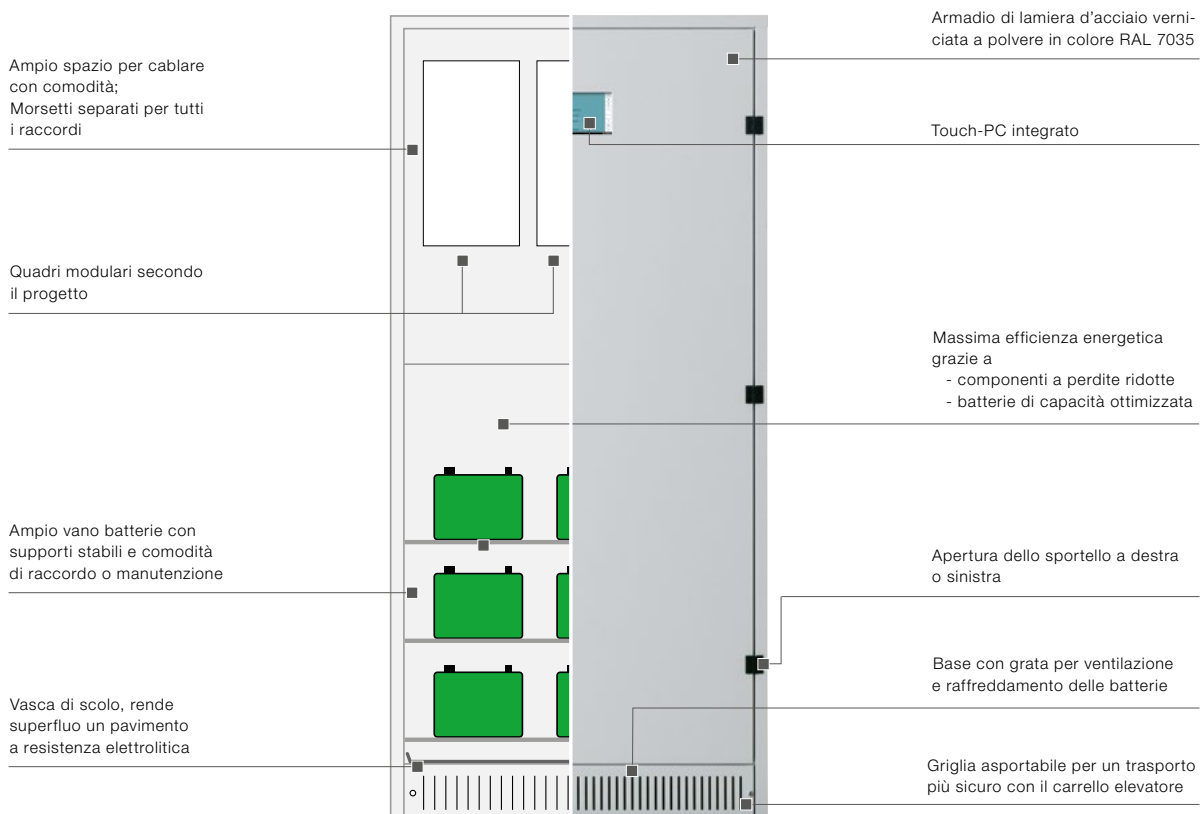 Ampio spazio per cablare
con comodità;
Morsetti separati per tutti
i raccordi
Quadri modulari secondo
il progetto
Ampio vano batterie con
supporti stabili e comodità
di raccordo o manutenzione
Vasca di scolo, rende
superfluo un pavimento
a resistenza elettrolitica
Armadio di lamiera d'acciaio verni-
ciata a polvere in colore RAL 7035
Touch-PC integrato
Massima efficienza energetica
grazie a
- componenti a perdite ridotte
- batterie di capacità ottimizzata
Apertura dello sportello a destra
o sinistra
Base con grata per ventilazione
e raffreddamento delle batterie
Griglia asportabile per un trasporto
più sicuro con il carrello elevatore